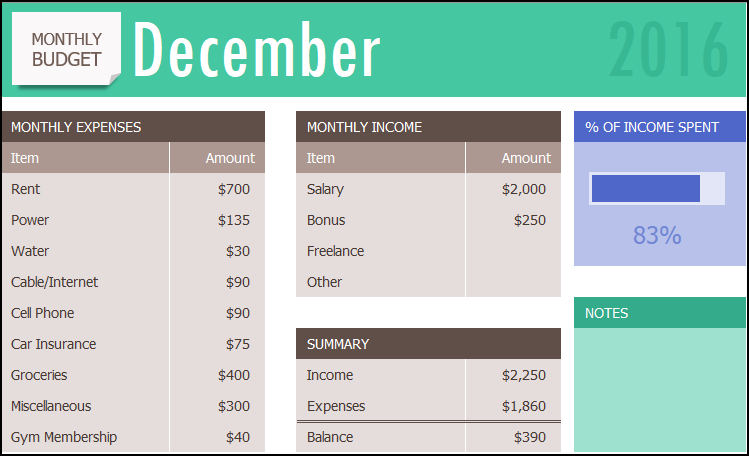 MONTHLY
BUDGET
December
2016
MONTHLY EXPENSES
Item Amount
Rent $700
Power $135
Water $30
Cable/Internet $90
Cell Phone $90
Car Insurance $75
Groceries $400
Miscellaneous $300
Gym Membership $40
MONTHLY INCOME
Item Amount
Salary $2,000
Bonus $250
Freelance
Other
SUMMARY
Income $2,250
Expenses $1,860
Balance $390
% OF INCOME SPENT
83%
NOTES